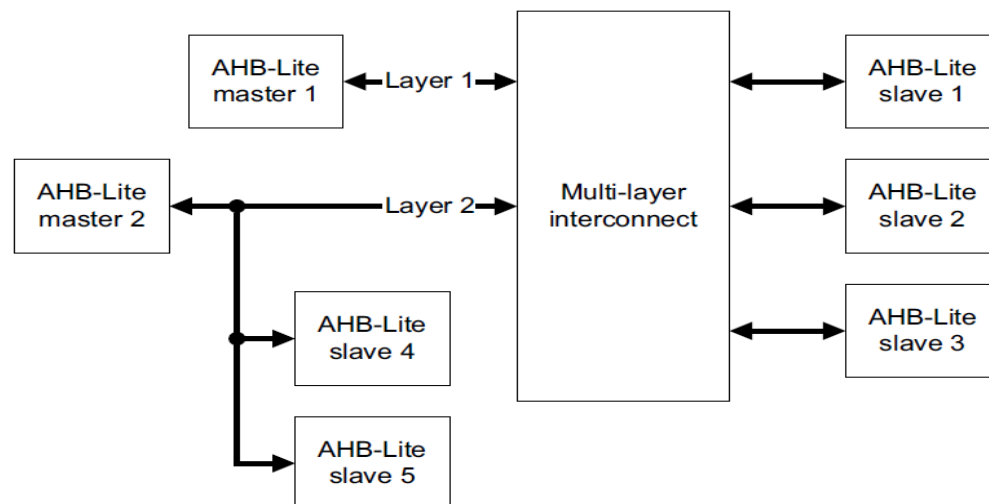 AHB-Lite
master 1
Layer 1
AHB-Lite
slave 1
AHB-Lite
master 2
Layer 2
Multi-layer
interconnect
AHB-Lite
slave 2
AHB-Lite
slave 4
AHB-Lite
slave 3
AHB-Lite
slave 5